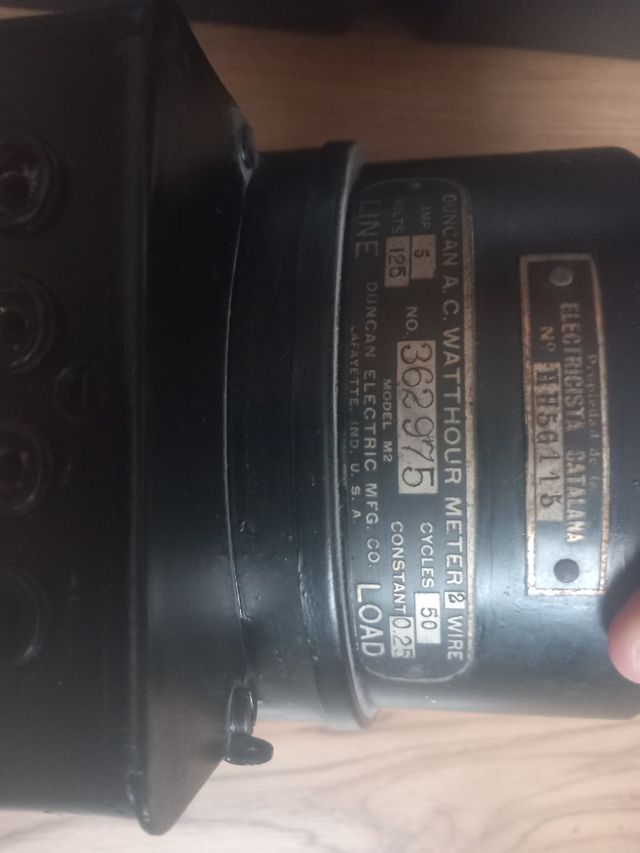 DUNCAN A.C. WATTHOUR METER 2 WIRE
AMP. 5
VOLTS 125
NO. 362975
CYCLES 50
CONSTANT 0.25
MODEL M2
LINE DUNCAN ELECTRIC MFG. CO. LOAD
LAFAYETTE, IND. U. S. A.
Propiedad de la
ELECTRICISTA CATALANA
Nº